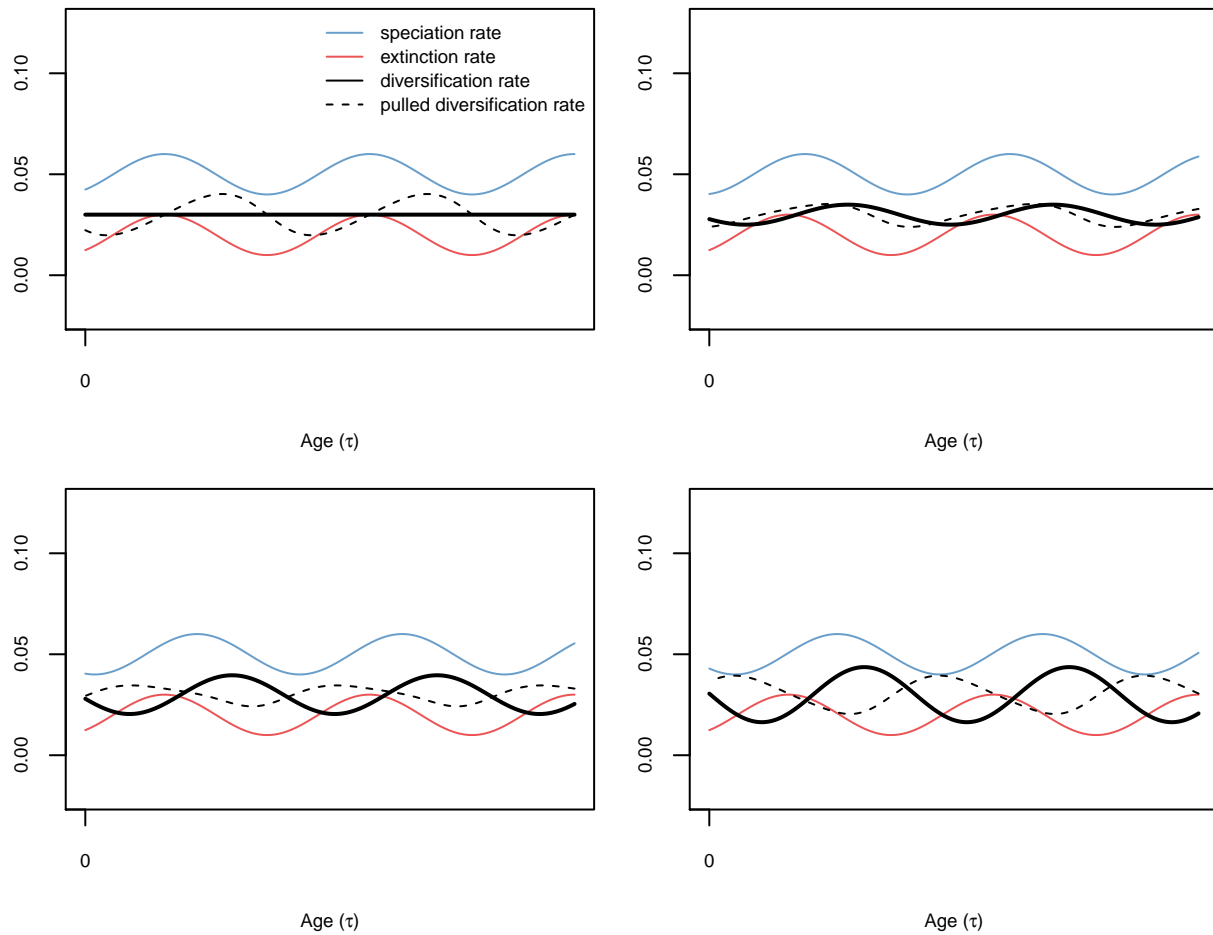 0.10
0.05
0.00
speciation rate
extinction rate
diversification rate
pulled diversification rate
0
Age (τ)
0.10
0.05
0.00
0
Age (τ)
0.10
0.05
0.00
0
Age (τ)
0.10
0.05
0.00
0
Age (τ)